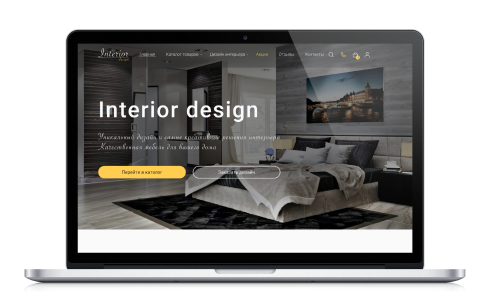 Interior
Главная Каталог товаров Дизайн интерьера Акции Отзывы Контакты
Interior design
Уникальный дизайн и самые креативные решения интерьера
Качественная мебель для вашего дома
Перейти в каталог Заказать дизайн